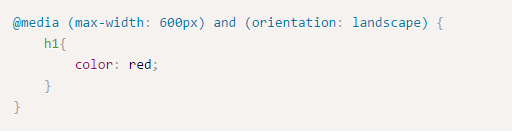 @media (max-width: 600px) and (orientation: landscape) {
    h1{
        color: red;
    }
}